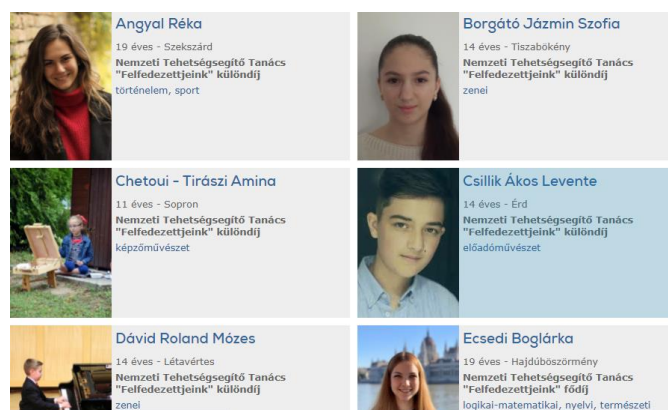 Angyal Réka
19 éves - Szekszárd
Nemzeti Tehetségsegítő Tanács
"Felfedezettjeink" különdíj
történelem, sport
Borgátó Jázmin Szofia
14 éves - Tiszabökény
Nemzeti Tehetségsegítő Tanács
"Felfedezettjeink" különdíj
zenei
Chetoui - Tirászi Amina
11 éves - Sopron
Nemzeti Tehetségsegítő Tanács
"Felfedezettjeink" különdíj
képzőművészet
Csillik Ákos Levente
14 éves - Érd
Nemzeti Tehetségsegítő Tanács
"Felfedezettjeink" különdíj
előadóművészet
Dávid Roland Mózes
14 éves - Létavértes
Nemzeti Tehetségsegítő Tanács
"Felfedezettjeink" különdíj
zenei
Ecsedi Boglárka
19 éves - Hajdúböszörmény
Nemzeti Tehetségsegítő Tanács
"Felfedezettjeink" fődíj
logikai-matematikai, nyelvi, természeti